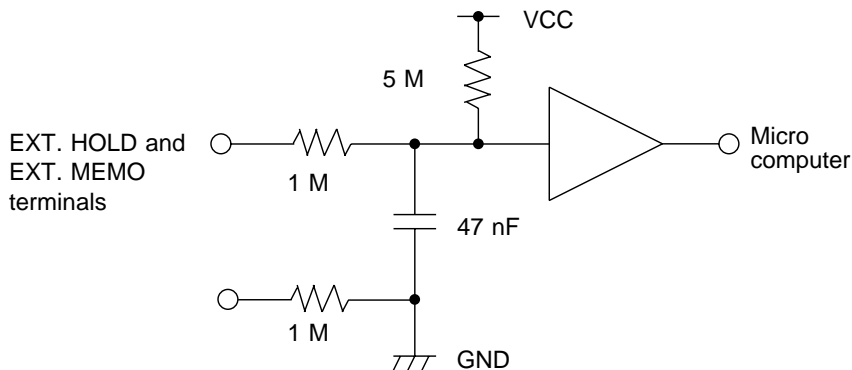 VCC
5 M
EXT. HOLD and
EXT. MEMO
terminals
1 M
Micro
computer
47 nF
1 M
GND